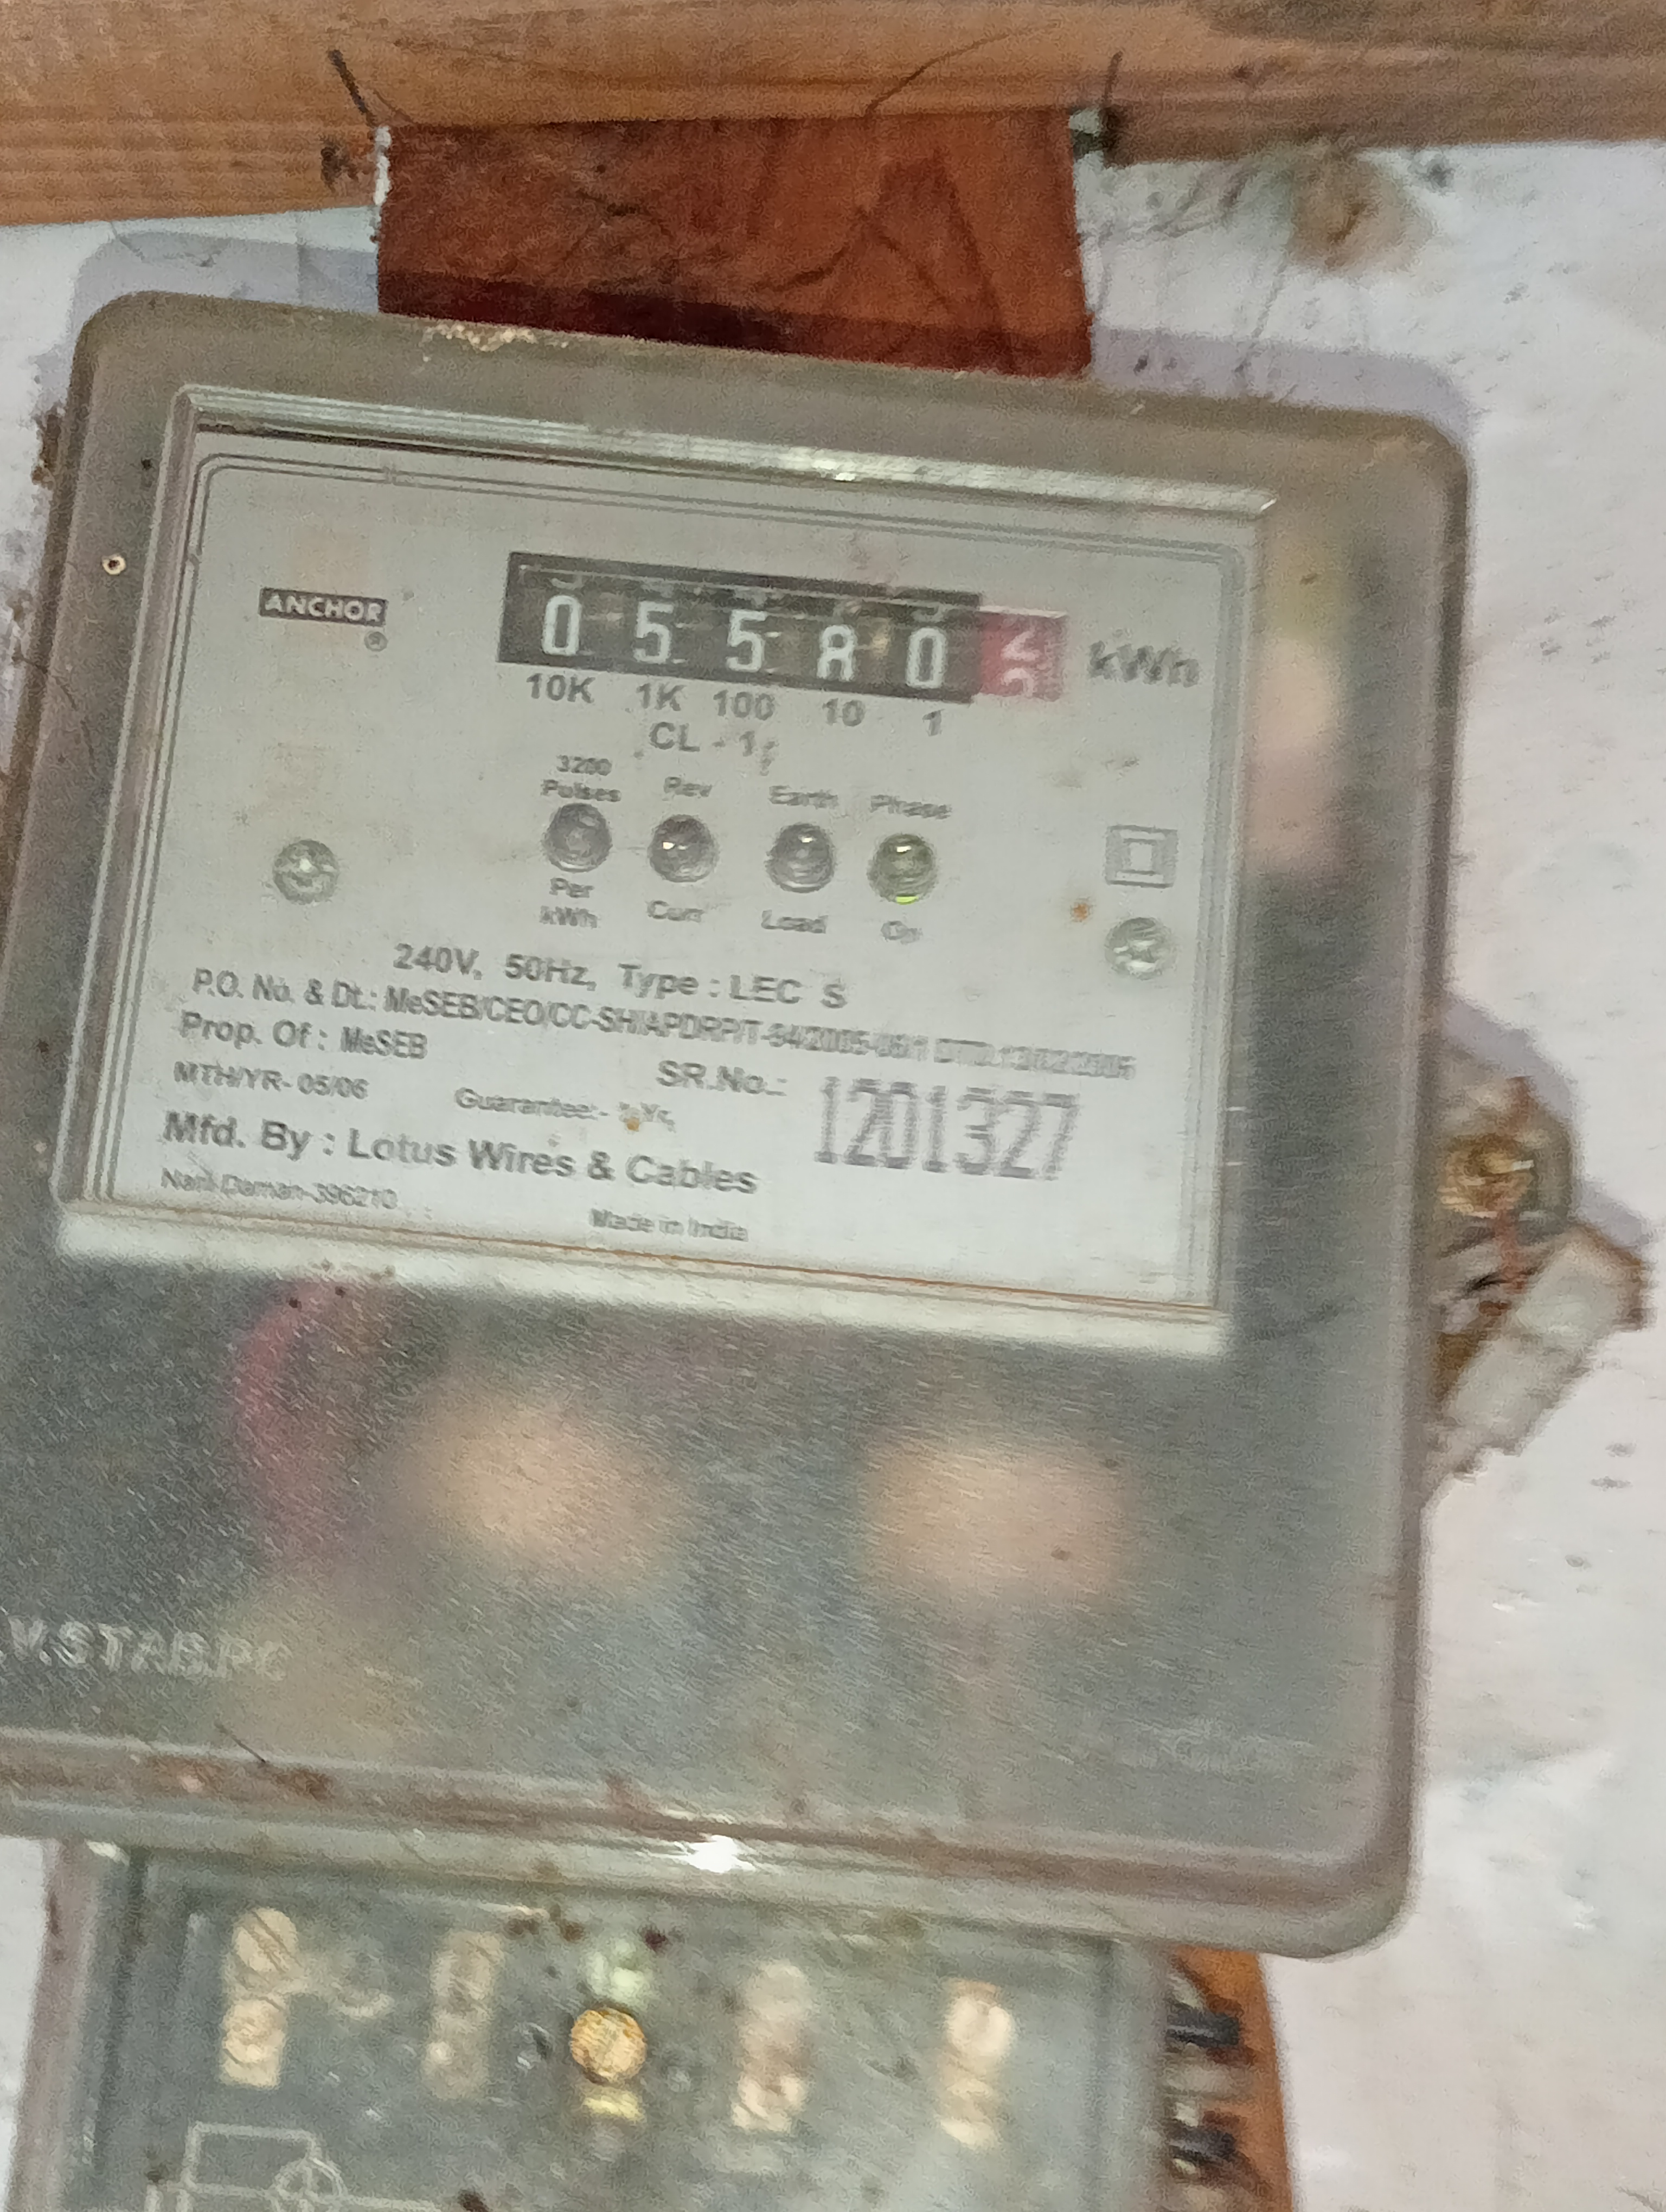 ANCHOR
®
0 5 5 8 0 2 kWh
10K 1K 100 10 1
CL - 1
3200
Pulses Rev Earth Phase
Per
kWh Curr Load On
240V, 50Hz, Type : LEC S
P.O. No. & Dt.: MeSEB/CEO/CC-SH/APDRP/T-94/2005-06/1
Prop. Of : MeSEB
MTH/YR- 05/06 SR.No.:- 1201327
Guarantee:- Yr.
Mfd. By : Lotus Wires & Cables
Nani Daman-396210
Made in India